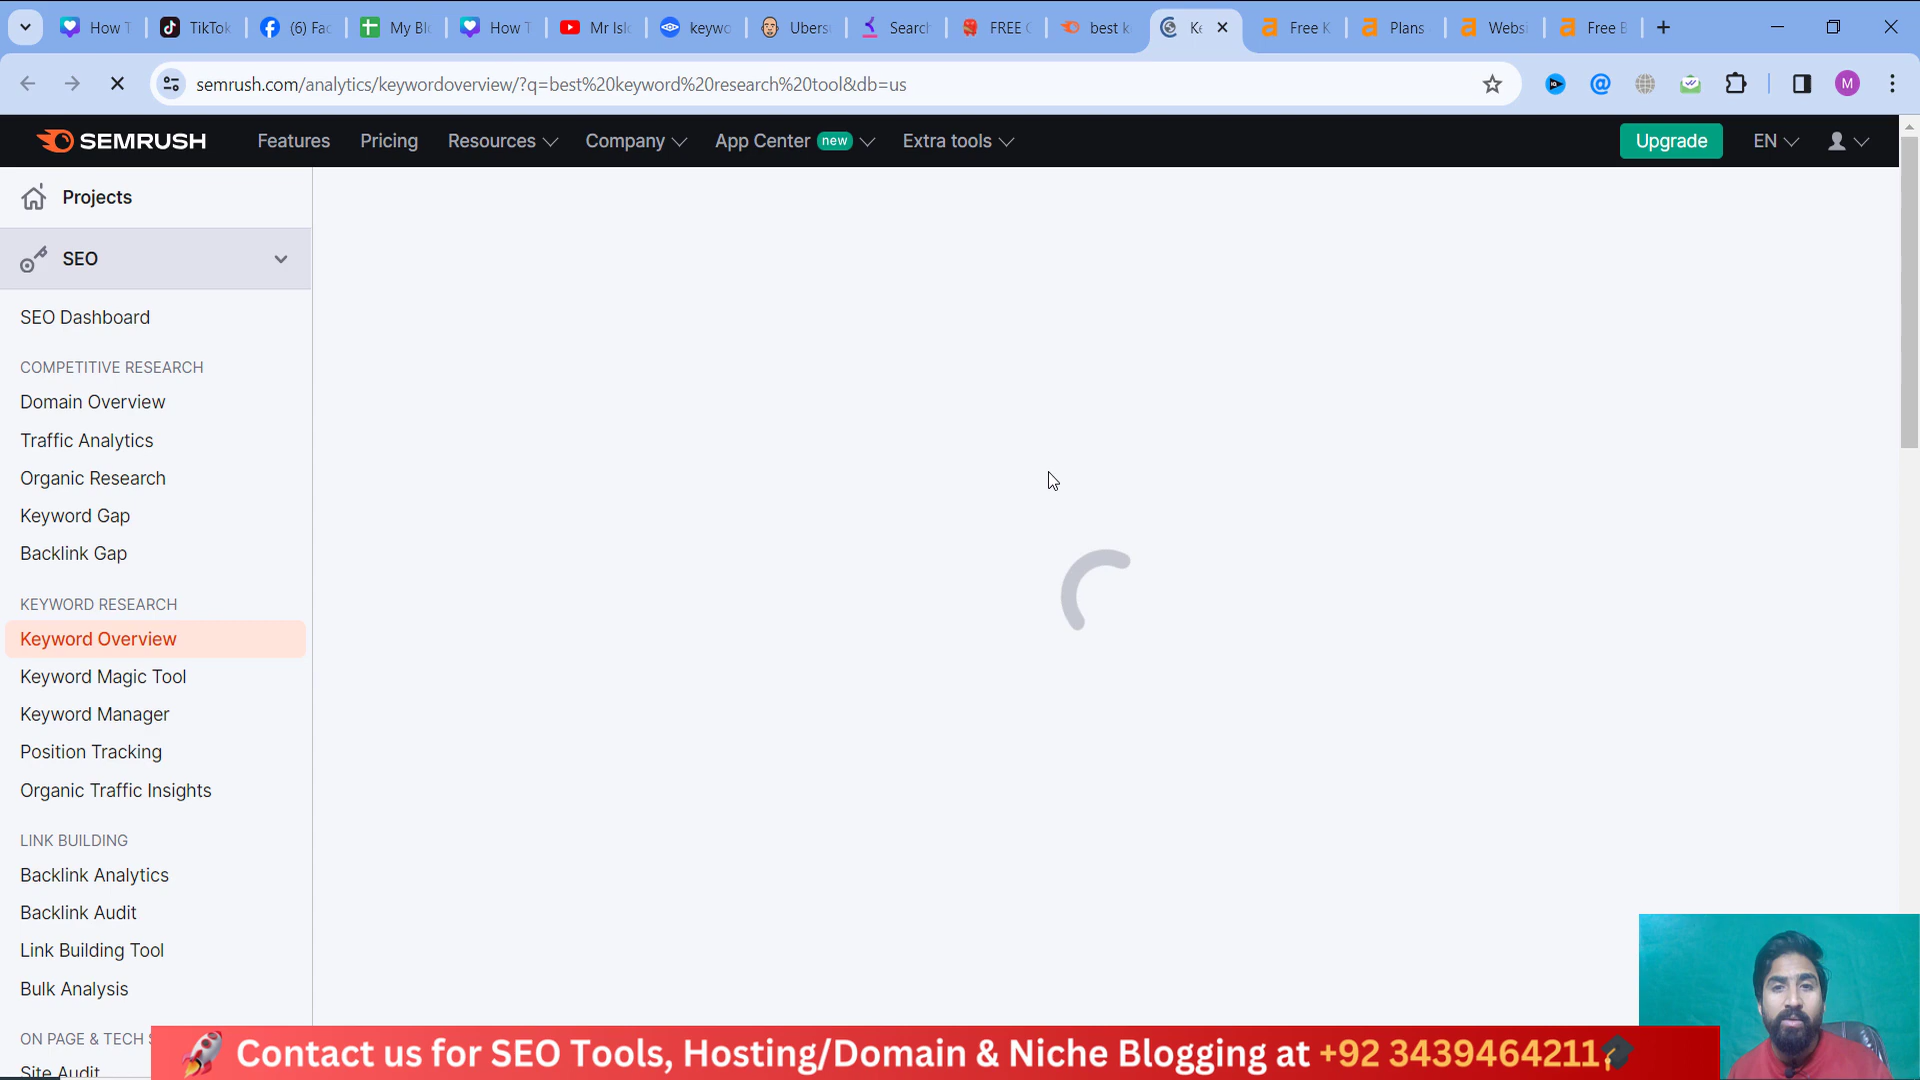 How T
TikTok
(6) Fac
My Blo
How T
Mr Isl
keywo
Ubers
Search
FREE
best k
Ke
Free K
Plans
Websi
Free B
semrush.com/analytics/keywordoverview/?q=best%20keyword%20research%20tool&db=us
M
SEMRUSH
Features
Pricing
Resources
Company
App Center new
Extra tools
Upgrade
EN
Projects
SEO
SEO Dashboard
COMPETITIVE RESEARCH
Domain Overview
Traffic Analytics
Organic Research
Keyword Gap
Backlink Gap
KEYWORD RESEARCH
Keyword Overview
Keyword Magic Tool
Keyword Manager
Position Tracking
Organic Traffic Insights
LINK BUILDING
Backlink Analytics
Backlink Audit
Link Building Tool
Bulk Analysis
ON PAGE & TECH
Site Audit
Contact us for SEO Tools, Hosting/Domain & Niche Blogging at +92 3439464211